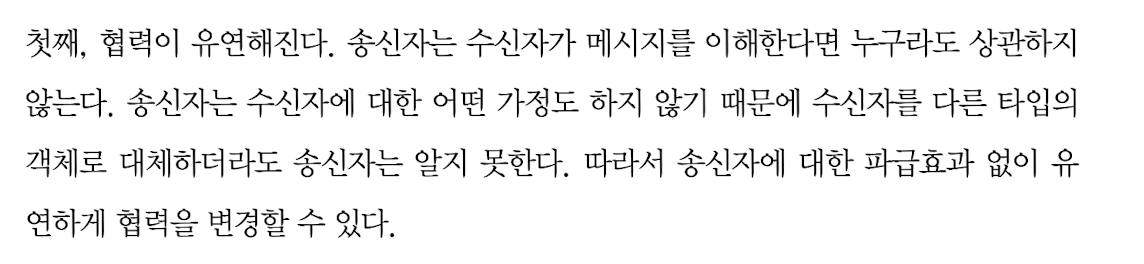 첫째, 협력이 유연해진다. 송신자는 수신자가 메시지를 이해한다면 누구라도 상관하지
않는다. 송신자는 수신자에 대한 어떤 가정도 하지 않기 때문에 수신자를 다른 타입의
객체로 대체하더라도 송신자는 알지 못한다. 따라서 송신자에 대한 파급효과 없이 유
연하게 협력을 변경할 수 있다.